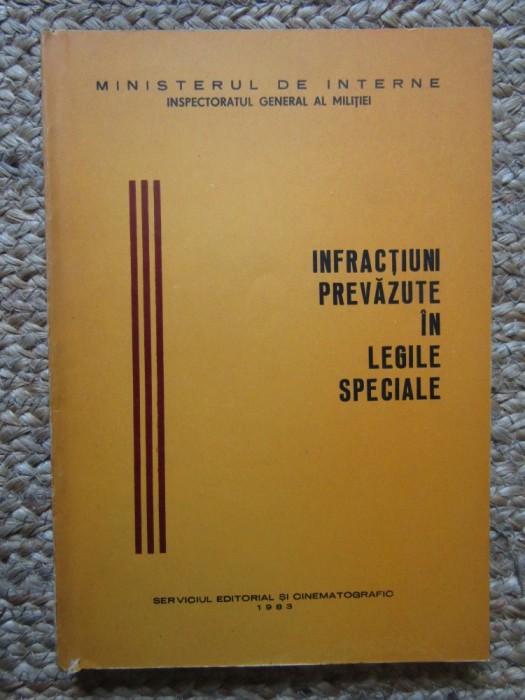 MINISTERUL DE INTERNE
INSPECTORATUL GENERAL AL MILIȚIEI
INFRACȚIUNI
PREVĂZUTE
ÎN
LEGILE
SPECIALE
SERVICIUL EDITORIAL ȘI CINEMATOGRAFIC
1983